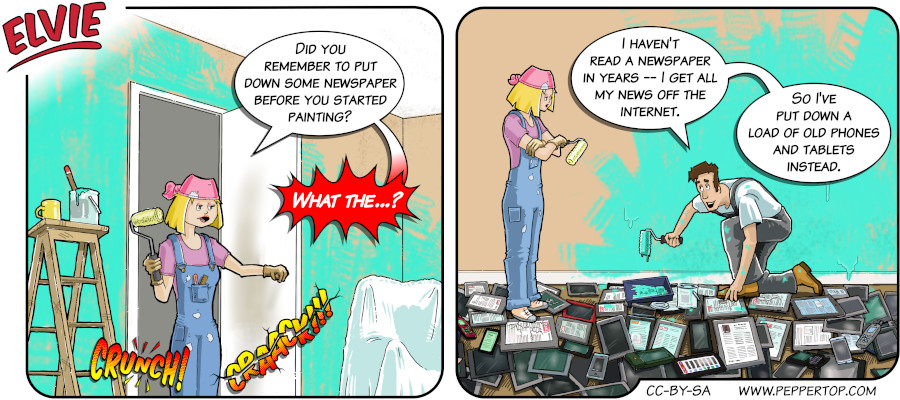 ELVIE
DID YOU
REMEMBER TO PUT
DOWN SOME NEWSPAPER
BEFORE YOU STARTED
PAINTING?
WHAT THE...?
CRUNCH!
CRAACK!!!
I HAVEN'T
READ A NEWSPAPER
IN YEARS -- I GET ALL
MY NEWS OFF THE
INTERNET.
SO I'VE
PUT DOWN A
LOAD OF OLD PHONES
AND TABLETS
INSTEAD.
CC-BY-SA WWW.PEPPERTOP.COM